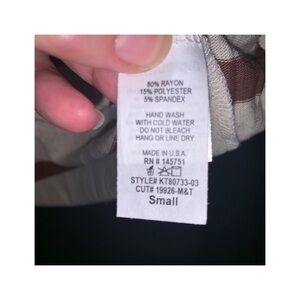 80% RAYON
15% POLYESTER
5% SPANDEX
HAND WASH
WITH COLD WATER
DO NOT BLEACH
HANG OR LINE DRY
MADE IN U.S.A.
RN # 145751
STYLE# KT80733-03
CUT# 19926-M&T
Small